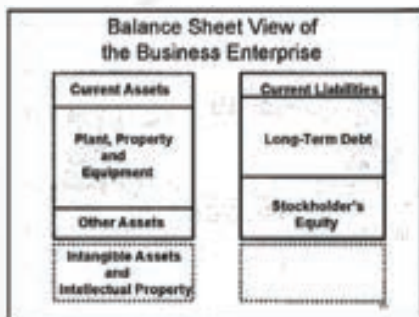 Balance Sheet View of
the Business Enterprise
Current Assets
Plant, Property
and
Equipment
Other Assets
Intangible Assets
and
Intellectual Property
Current Liabilities
Long-Term Debt
Stockholder's
Equity